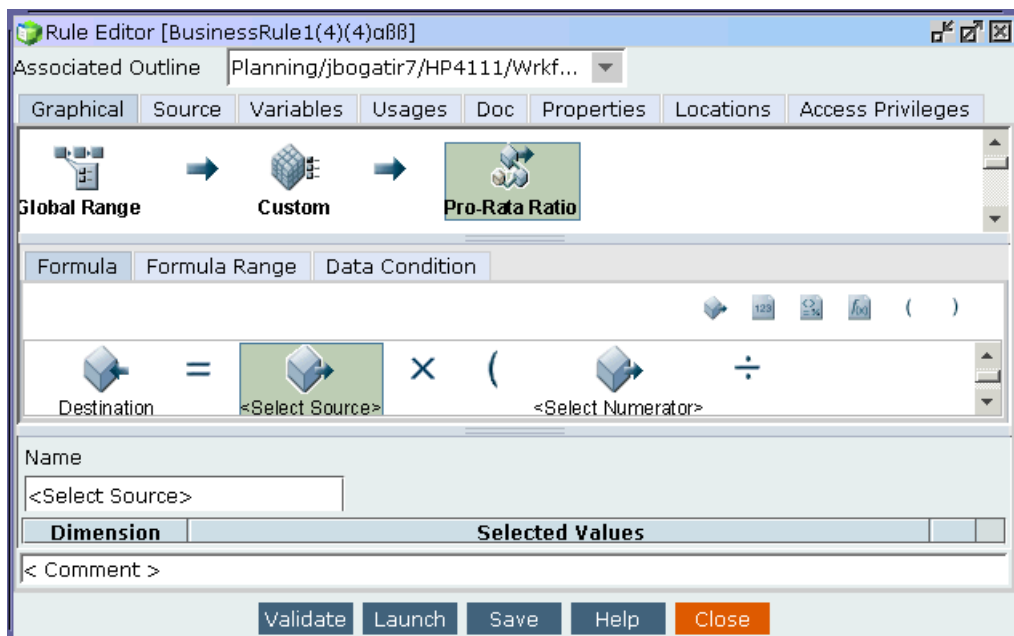 Rule Editor [BusinessRule1(4)(4)αßß]
Associated Outline Planning/jbogatir7/HP4111/Wrkf...
Graphical Source Variables Usages Doc Properties Locations Access Privileges
Global Range Custom Pro-Rata Ratio
Formula Formula Range Data Condition
123 f(x) ( )
= × ( ÷
Destination <Select Source> <Select Numerator>
Name
<Select Source>
Dimension Selected Values
< Comment >
Validate Launch Save Help Close